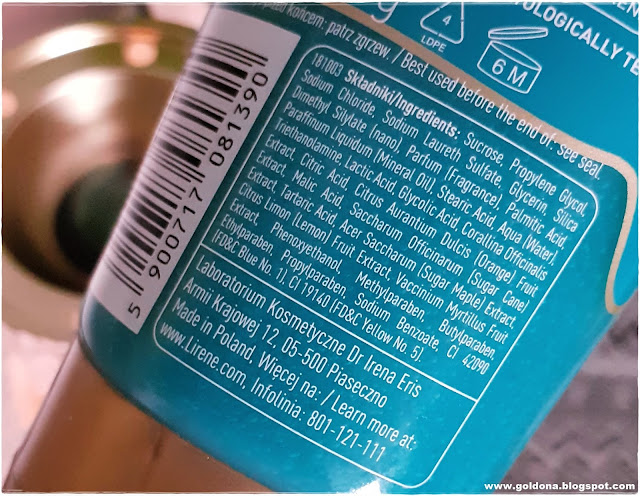 4
LDPE
6 M
OLOGICALLY TE
końcem: patrz zgrzew. / Best used before the end of: see seal.
181003 Składniki/Ingredients: Sucrose, Propylene Glycol,
Sodium Chloride, Sodium Laureth Sulfate, Glycerin, Silica
Dimethyl Silylate (nano), Parfum (Fragrance), Palmitic Acid,
Paraffinum Liquidum (Mineral Oil), Stearic Acid, Aqua (Water),
Triethanolamine, Lactic Acid, Glycolic Acid, Corallina Officinalis
Extract, Citric Acid, Citrus Aurantium Dulcis (Orange) Fruit
Extract, Malic Acid, Saccharum Officinarum (Sugar Cane)
Extract, Tartaric Acid, Acer Saccharum (Sugar Maple) Extract,
Citrus Limon (Lemon) Fruit Extract, Vaccinium Myrtillus Fruit
Extract, Phenoxyethanol, Methylparaben, Butylparaben,
Ethylparaben, Propylparaben, Sodium Benzoate, CI 42090
(FD&C Blue No. 1), CI 19140 (FD&C Yellow No. 5).
Laboratorium Kosmetyczne Dr Irena Eris
Armii Krajowej 12, 05-500 Piaseczno
Made in Poland, Więcej na: / Learn more at:
www.Lirene.com, Infolinia: 801-121-111
5 900717 081390
www.goldona.blogspot.com